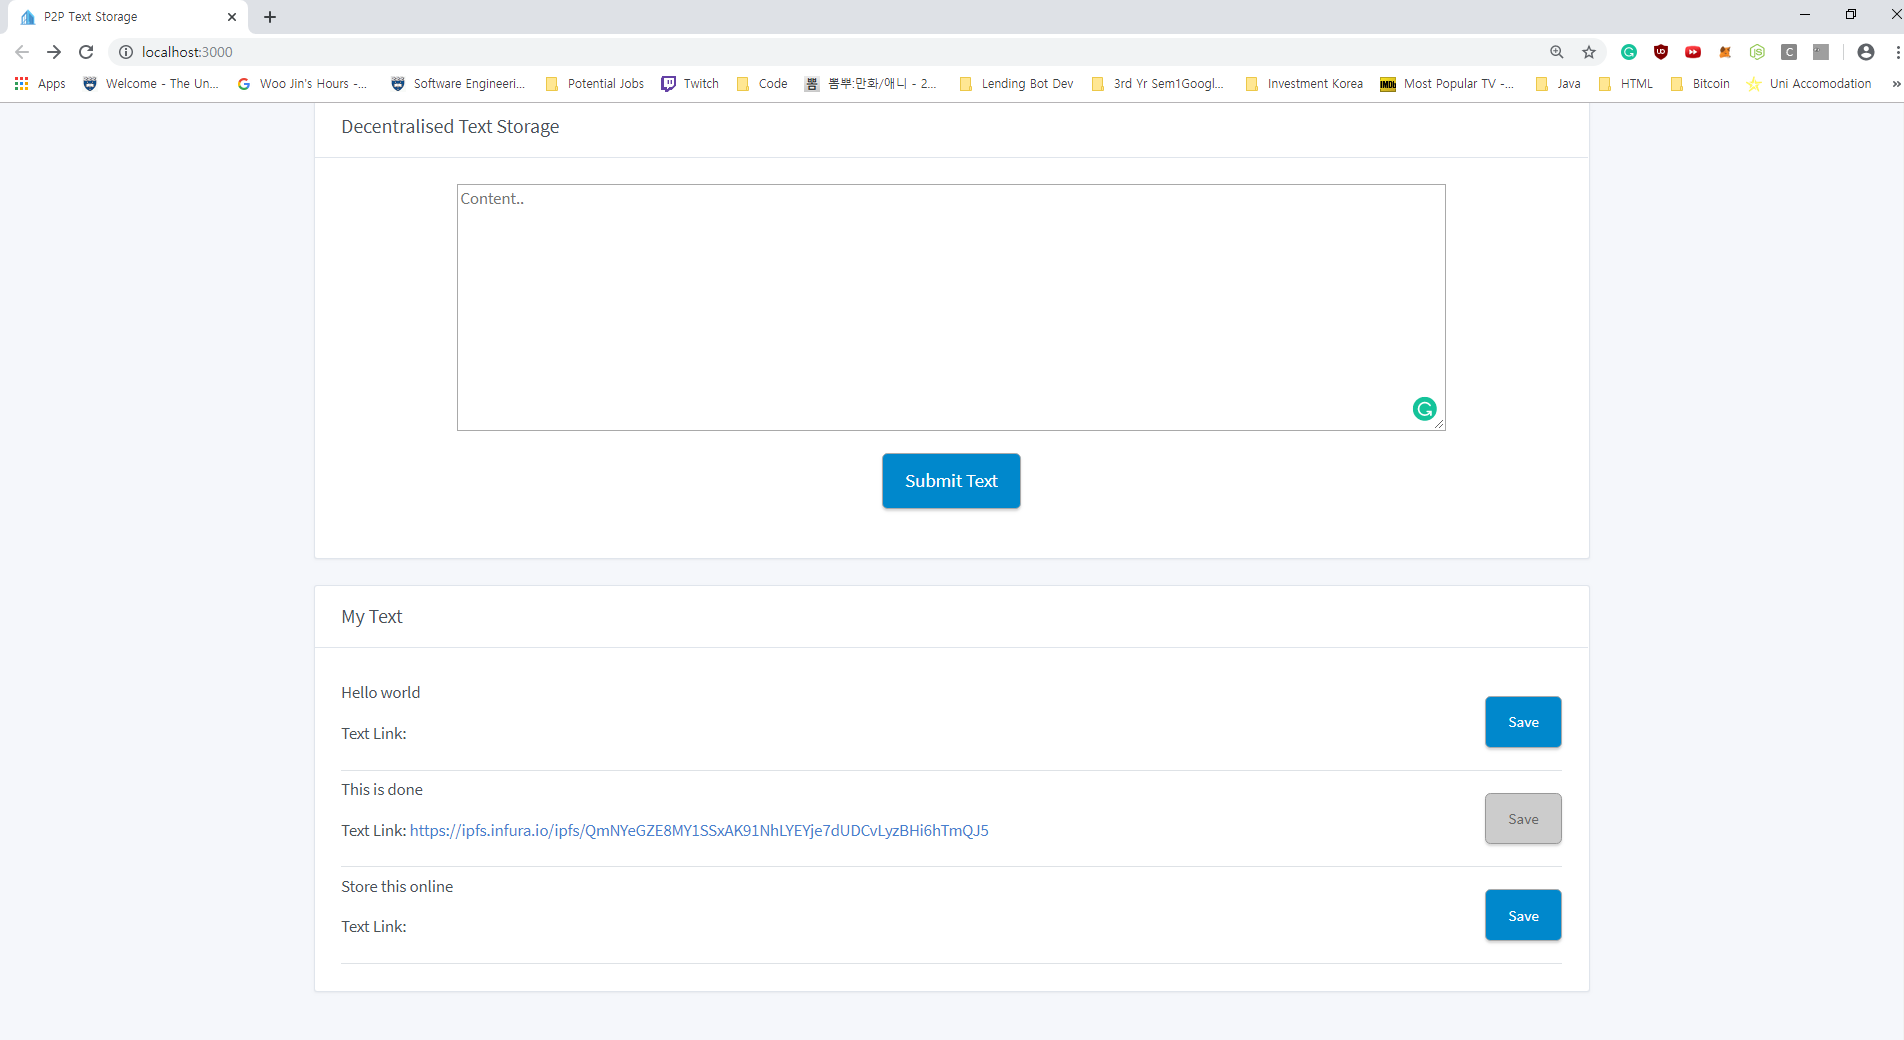 P2P Text Storage
localhost:3000
Apps Welcome - The Un... Woo Jin's Hours -... Software Engineeri... Potential Jobs Twitch Code 뽐뿌:만화/애니 - 2... Lending Bot Dev 3rd Yr Sem1Googl... Investment Korea IMDb Most Popular TV -... Java HTML Bitcoin Uni Accomodation »
Decentralised Text Storage
Content..
Submit Text
My Text
Hello world
Save
Text Link:
This is done
Save
Text Link: https://ipfs.infura.io/ipfs/QmNYeGZE8MY1SSxAK91NhLYEYje7dUDCvLyzBHi6hTmQJ5
Store this online
Save
Text Link: